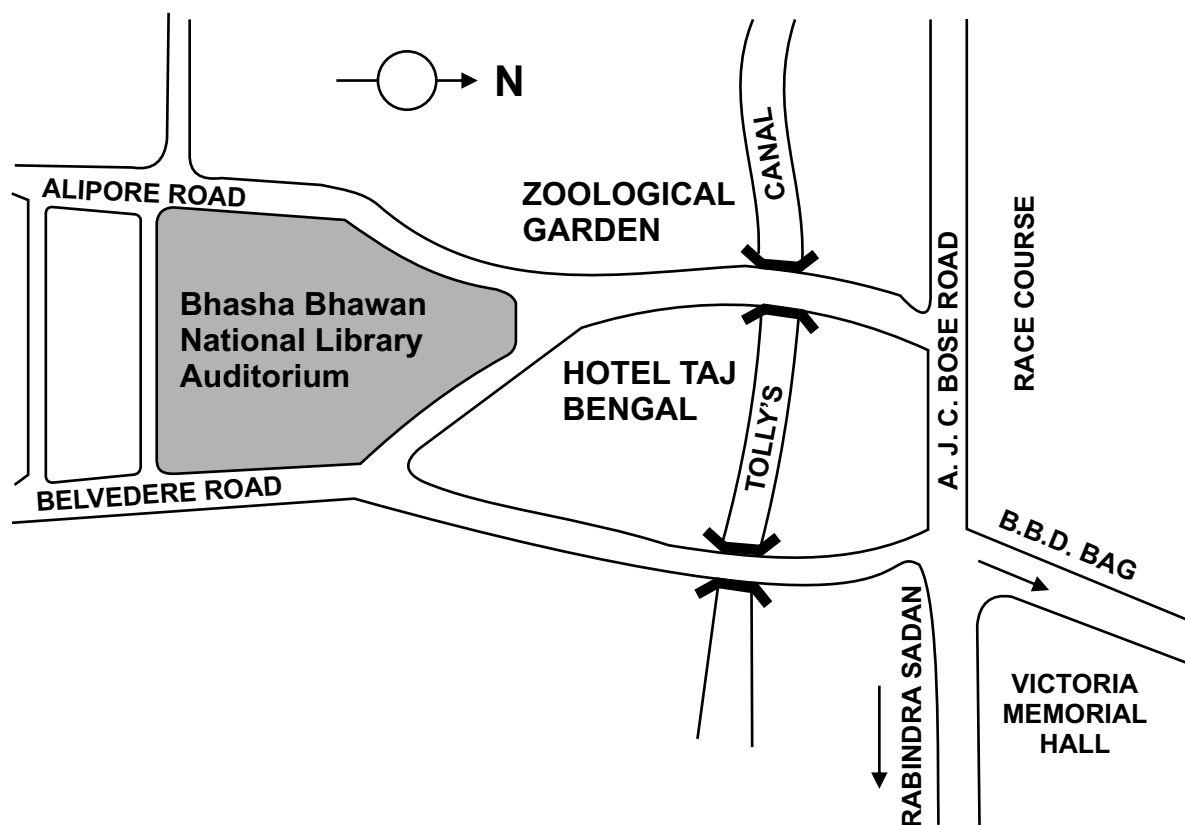 N
CANAL
ALIPORE ROAD
ZOOLOGICAL
GARDEN
RACE COURSE
A. J. C. BOSE ROAD
Bhasha Bhawan
National Library
Auditorium
HOTEL TAJ
BENGAL
TOLLY'S
BELVEDERE ROAD
B.B.D. BAG
RABINDRA SADAN
VICTORIA
MEMORIAL
HALL